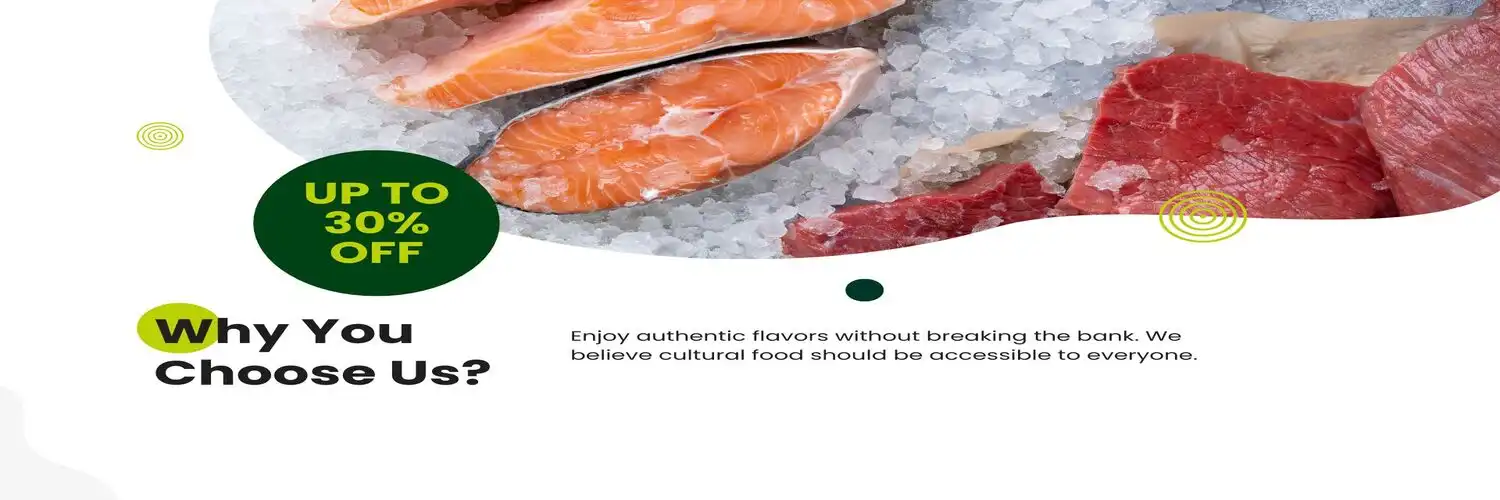 UP TO
30%
OFF
Why You
Choose Us?
Enjoy authentic flavors without breaking the bank. We
believe cultural food should be accessible to everyone.